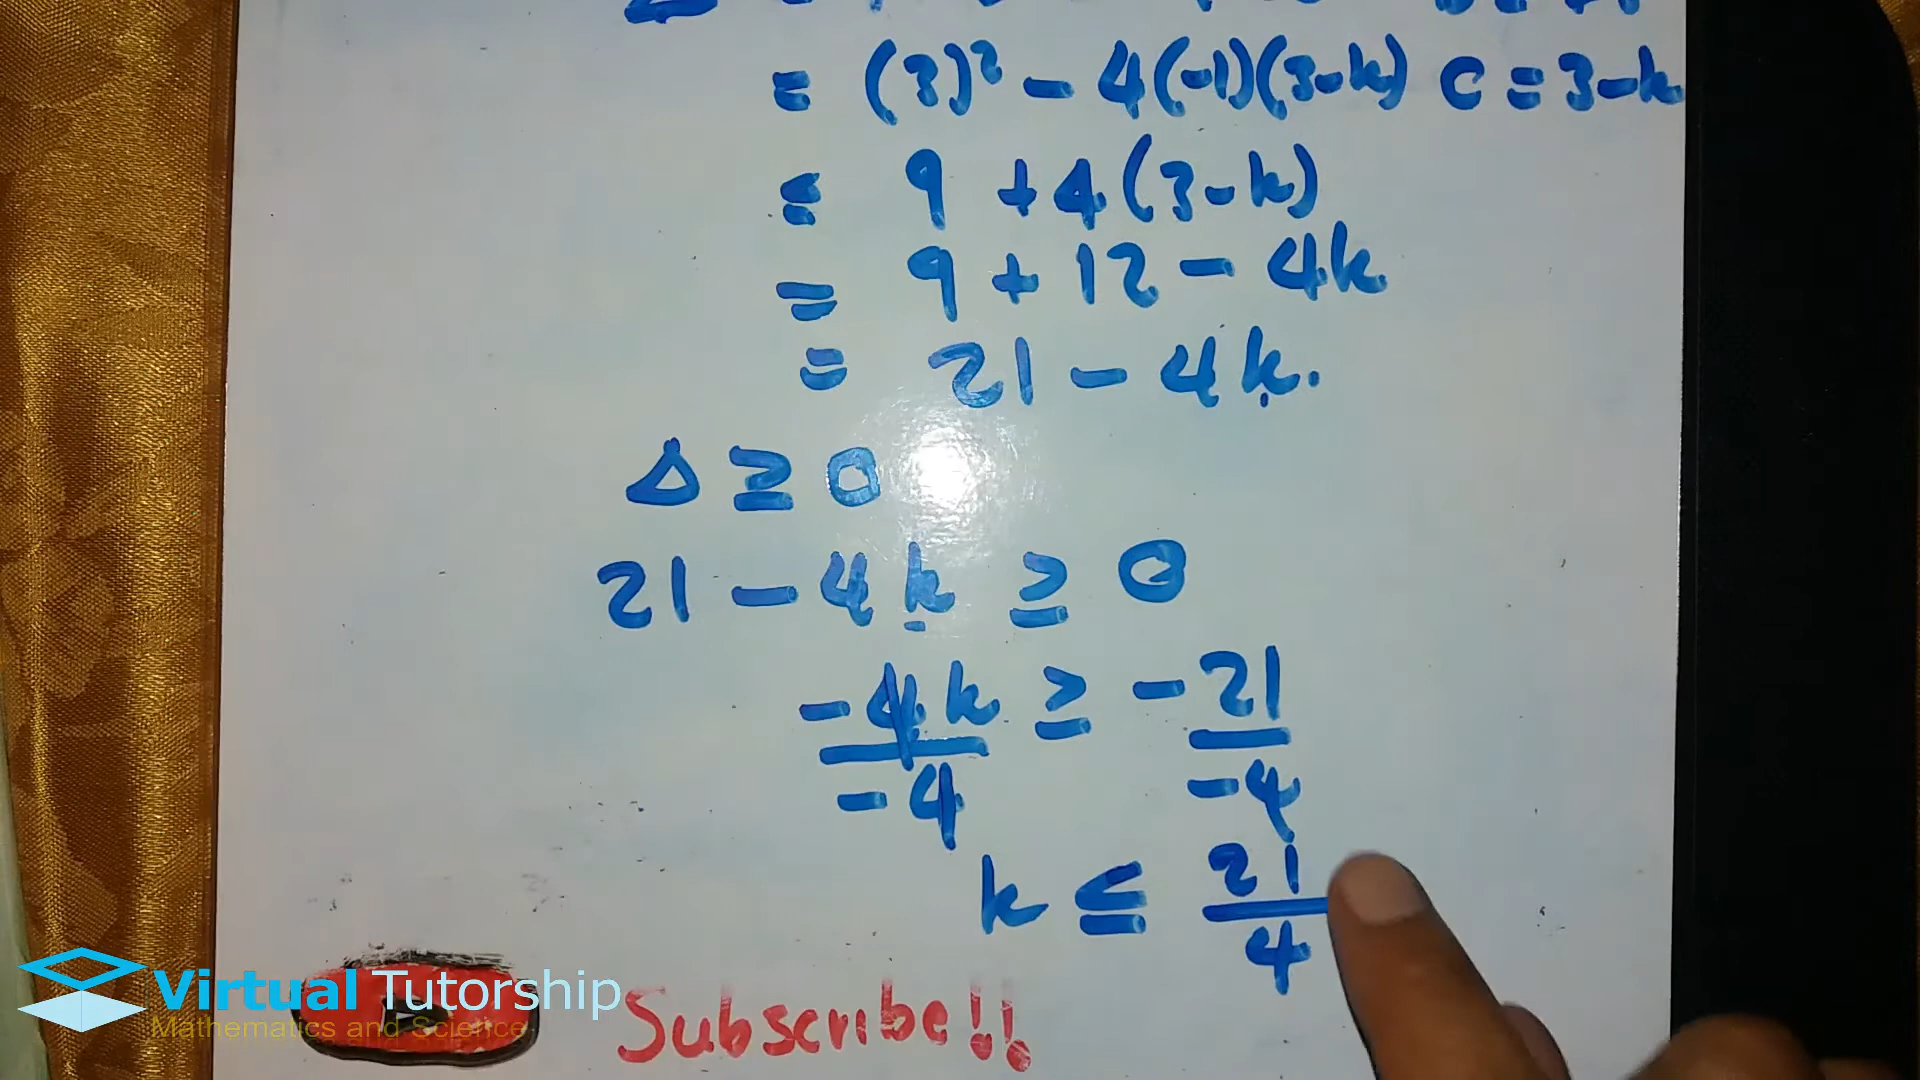 = (3)² - 4(-1)(3-k) C = 3-k
= 9 + 4(3-k)
= 9 + 12 - 4k
= 21 - 4k.
Δ ≥ 0
21 - 4k ≥ 0
-4k ≥ -21
-4 -4
k ≤ 21
4
Virtual Tutorship
Mathematics and Science
Subscribe!!